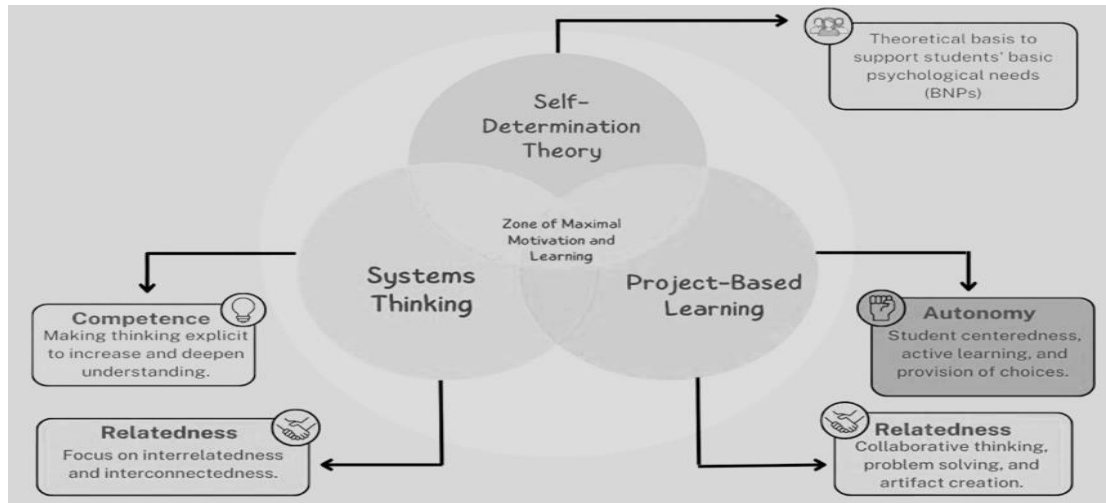 Theoretical basis to
support students' basic
psychological needs
(BNPs)
Self-
Determination
Theory
Zone of Maximal
Motivation and
Learning
Systems
Thinking
Project-Based
Learning
Competence
Making thinking explicit
to increase and deepen
understanding.
Autonomy
Student centeredness,
active learning, and
provision of choices.
Relatedness
Focus on interrelatedness
and interconnectedness.
Relatedness
Collaborative thinking,
problem solving, and
artifact creation.